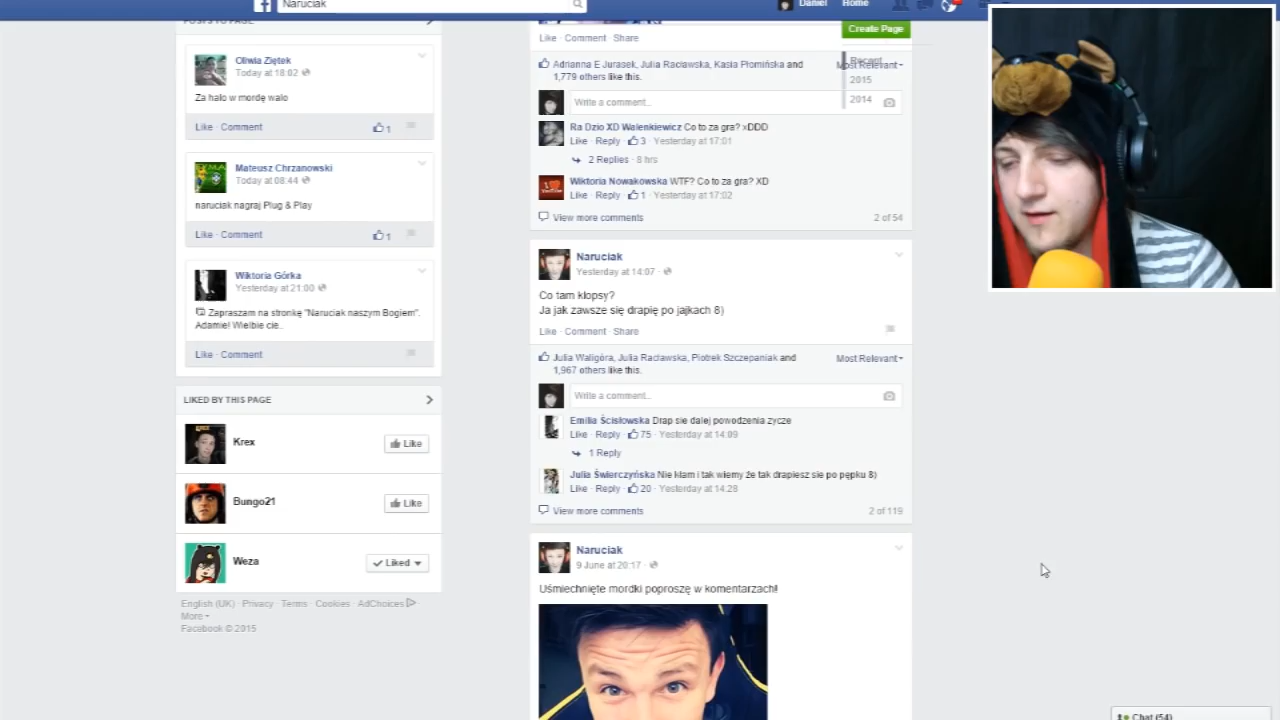 Naruciak
Daniel
Home
POSTS TO PAGE
Oliwia Ziętek
Today at 18:02
Za halo w mordę walo
Like · Comment
1
Mateusz Chrzanowski
Today at 08:44
naruciak nagraj Plug & Play
Like · Comment
1
Wiktoria Górka
Yesterday at 21:00
Zapraszam na stronkę "Naruciak naszym Bogiem".
Adamie! Wielbie cie..
Like · Comment
LIKED BY THIS PAGE
Krex
Like
Bungo21
Like
Weza
Liked
English (UK) · Privacy · Terms · Cookies · AdChoices
More
Facebook © 2015
Like · Comment · Share
Create Page
Adrianna E Jurasek, Julia Racławska, Kasia Płomińska and
1,779 others like this.
Most Relevant
Recent
2015
2014
Write a comment...
Ra Dzio XD Walenkiewicz Co to za gra? xDDD
Like · Reply · 3 · Yesterday at 17:01
2 Replies · 8 hrs
Wiktoria Nowakowska WTF? Co to za gra? XD
Like · Reply · 1 · Yesterday at 17:02
View more comments
2 of 54
Naruciak
Yesterday at 14:07
Co tam kłopsy?
Ja jak zawsze się drapię po jajkach 8)
Like · Comment · Share
Julia Waligóra, Julia Racławska, Piotrek Szczepaniak and
1,967 others like this.
Most Relevant
Write a comment...
Emilia Ścisłowska Drap sie dalej powodzenia zycze
Like · Reply · 75 · Yesterday at 14:09
1 Reply
Julia Świerczyńska Nie kłam i tak wiemy że tak drapiesz sie po pępku 8)
Like · Reply · 20 · Yesterday at 14:28
View more comments
2 of 119
Naruciak
9 June at 20:17
Uśmiechnięte mordki poproszę w komentarzach!!
Chat (54)